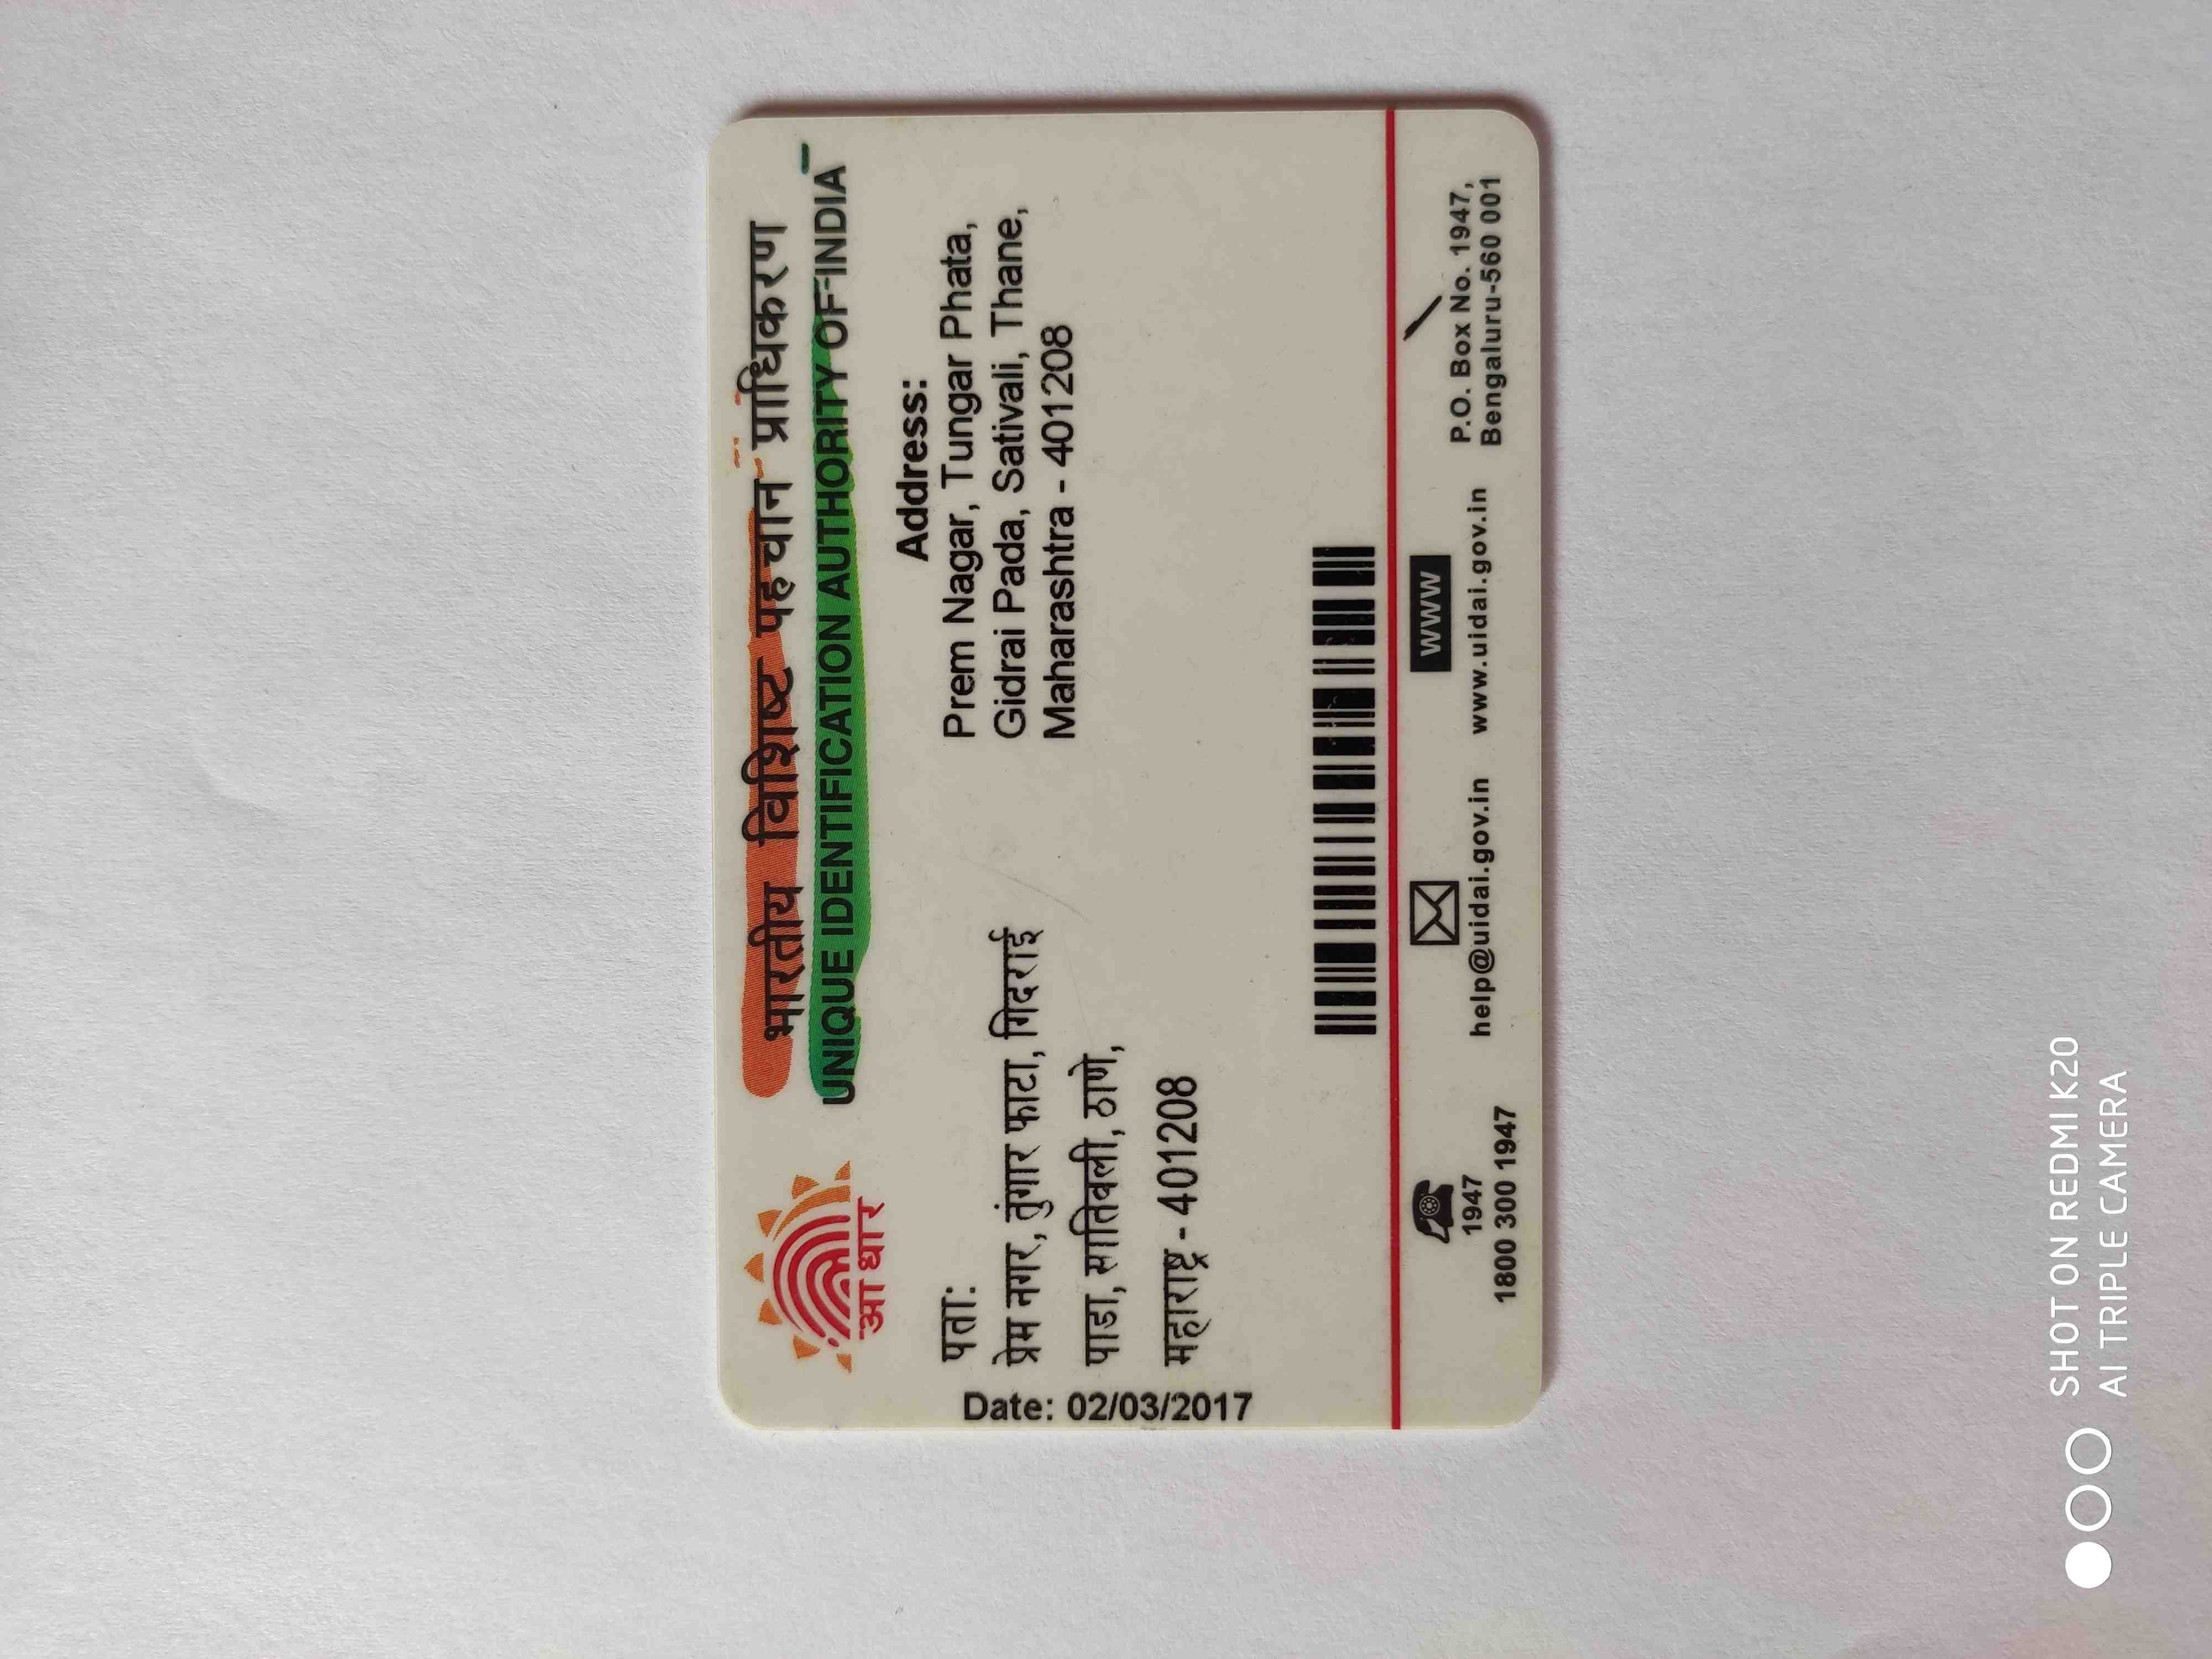 भारतीय विशिष्ट पहचान प्राधिकरण
UNIQUE IDENTIFICATION AUTHORITY OF INDIA
आधार
पता:
प्रेम नगर, तुंगार फाटा, गिदराई
पाडा, सातिवली, ठाणे,
महाराष्ट्र - 401208
Address:
Prem Nagar, Tungar Phata,
Gidrai Pada, Sativali, Thane,
Maharashtra - 401208
Date: 02/03/2017
1947
1800 300 1947
help@uidai.gov.in
WWW
www.uidai.gov.in
P.O. Box No. 1947,
Bengaluru-560 001
SHOT ON REDMI K20
AI TRIPLE CAMERA